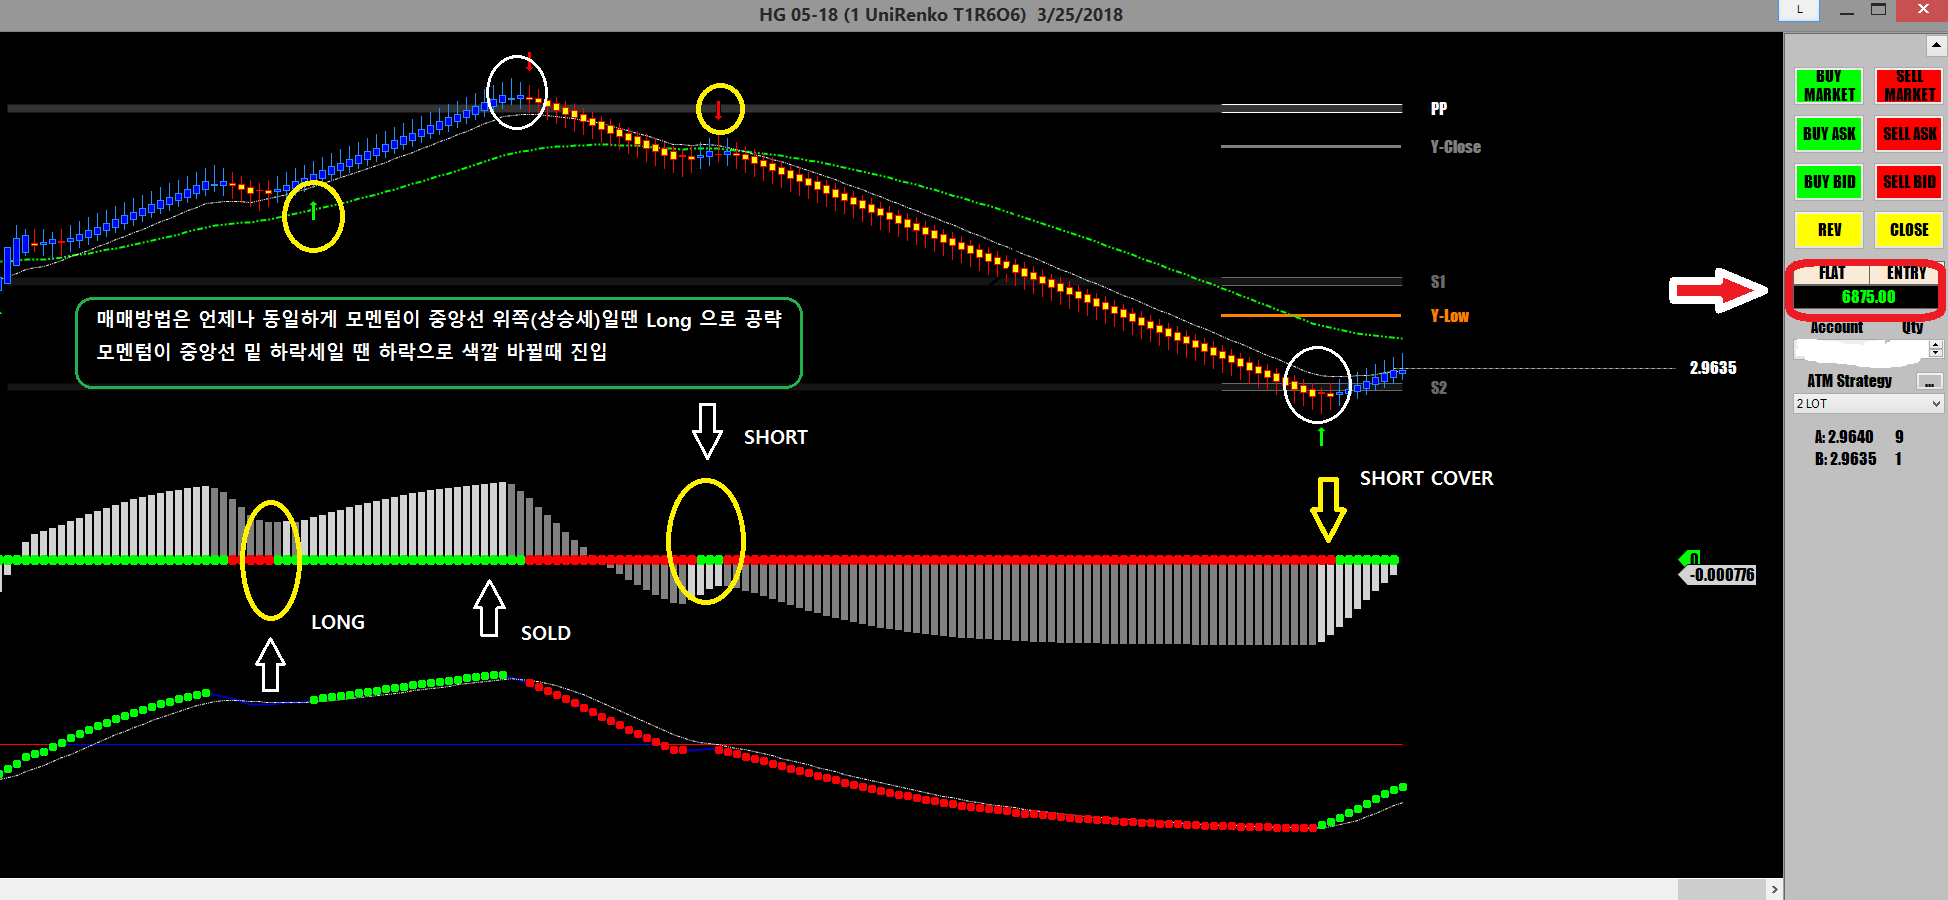 HG 05-18 (1 UniRenko T1R6O6)  3/25/2018
L
PP
Y-Close
S1
Y-Low
2.9635
S2
매매방법은 언제나 동일하게 모멘텀이 중앙선 위쪽(상승세)일땐 Long 으로 공략
모멘텀이 중앙선 밑 하락세일 땐 하락으로 색깔 바뀔때 진입
SHORT
SHORT COVER
LONG
SOLD
0
-0.000776
BUY MARKET
SELL MARKET
BUY ASK
SELL ASK
BUY BID
SELL BID
REV
CLOSE
FLAT
ENTRY
6875.00
Account
Qty
ATM Strategy
...
2 LOT
A: 2.9640 9
B: 2.9635 1